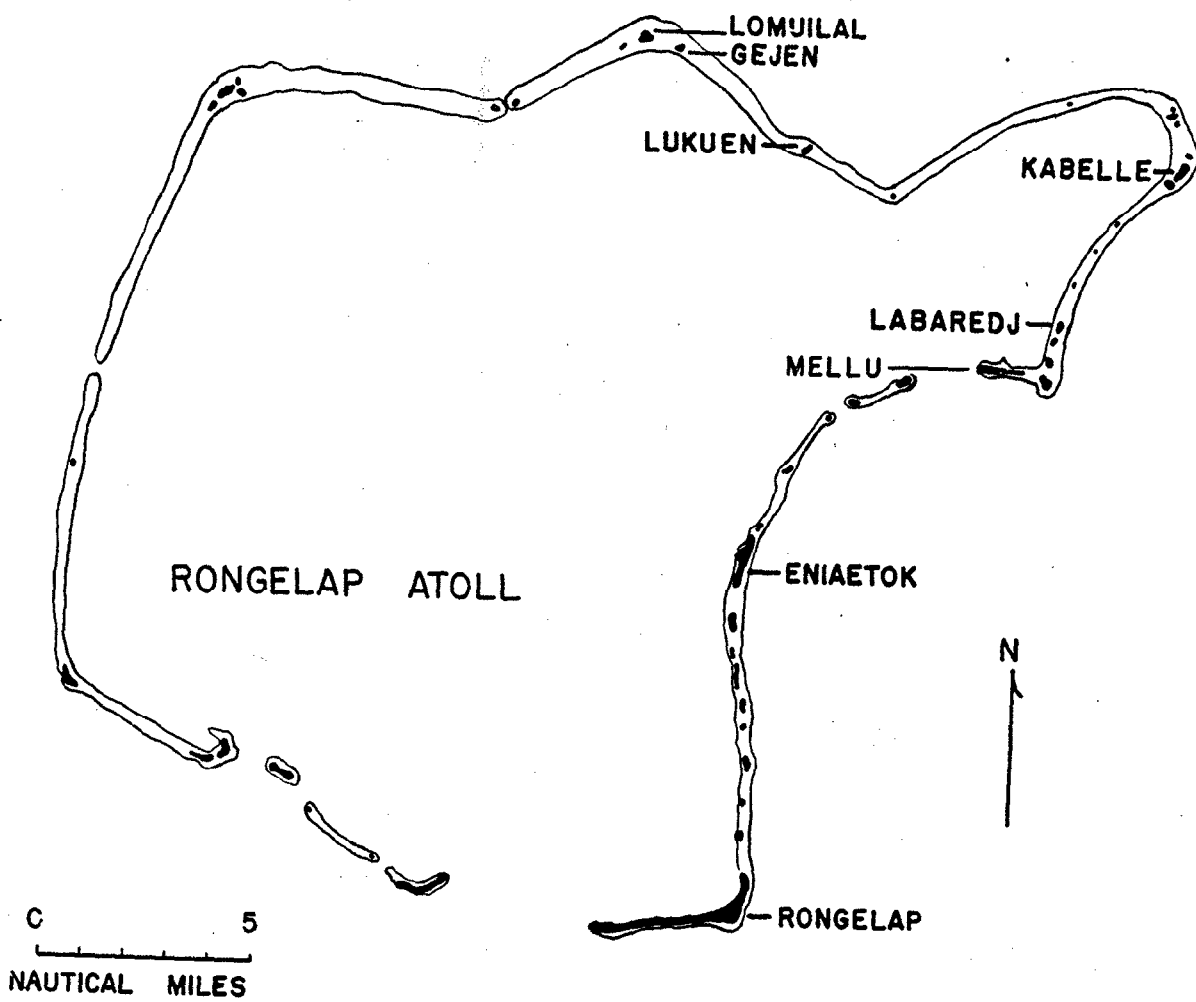 LOMUILAL
GEJEN
LUKUEN
KABELLE
LABAREDJ
MELLU
RONGELAP ATOLL
ENIAETOK
N
C 5
RONGELAP
NAUTICAL MILES